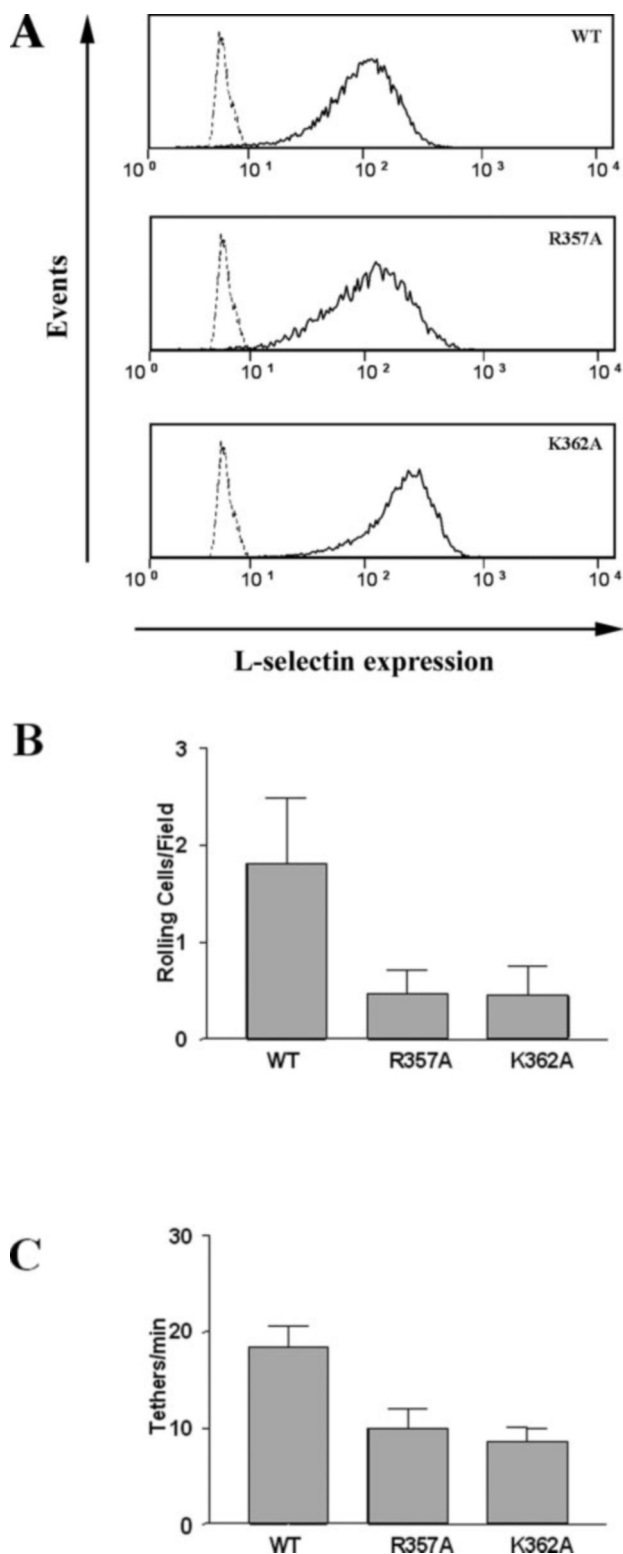 A
WT
10 0 10 1 10 2 10 3 10 4
R357A
10 0 10 1 10 2 10 3 10 4
K362A
10 0 10 1 10 2 10 3 10 4
Events
L-selectin expression
B
3
2
1
0
Rolling Cells/Field
WT R357A K362A
C
30
20
10
0
Tethers/min
WT R357A K362A